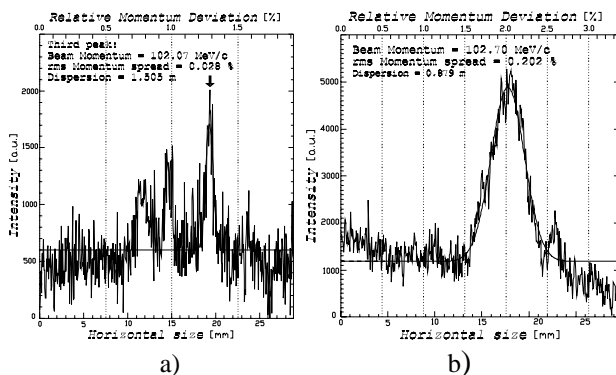 Relative Momentum Deviation [%]
0.0 0.5 1.0 1.5
Third peak:
Beam Momentum = 102.07 MeV/c
rms Momentum spread = 0.028 %
Dispersion = 1.505 m
Intensity [a.u.]
2000
1500
1000
500
0
0 5 10 15 20 25
Horizontal size [mm]
a)
Relative Momentum Deviation [%]
0.0 0.5 1.0 1.5 2.0 2.5 3.0
Beam Momentum = 102.70 MeV/c
rms Momentum spread = 0.202 %
Dispersion = 0.879 m
Intensity [a.u.]
5000
4000
3000
2000
1000
0
0 5 10 15 20 25
Horizontal size [mm]
b)